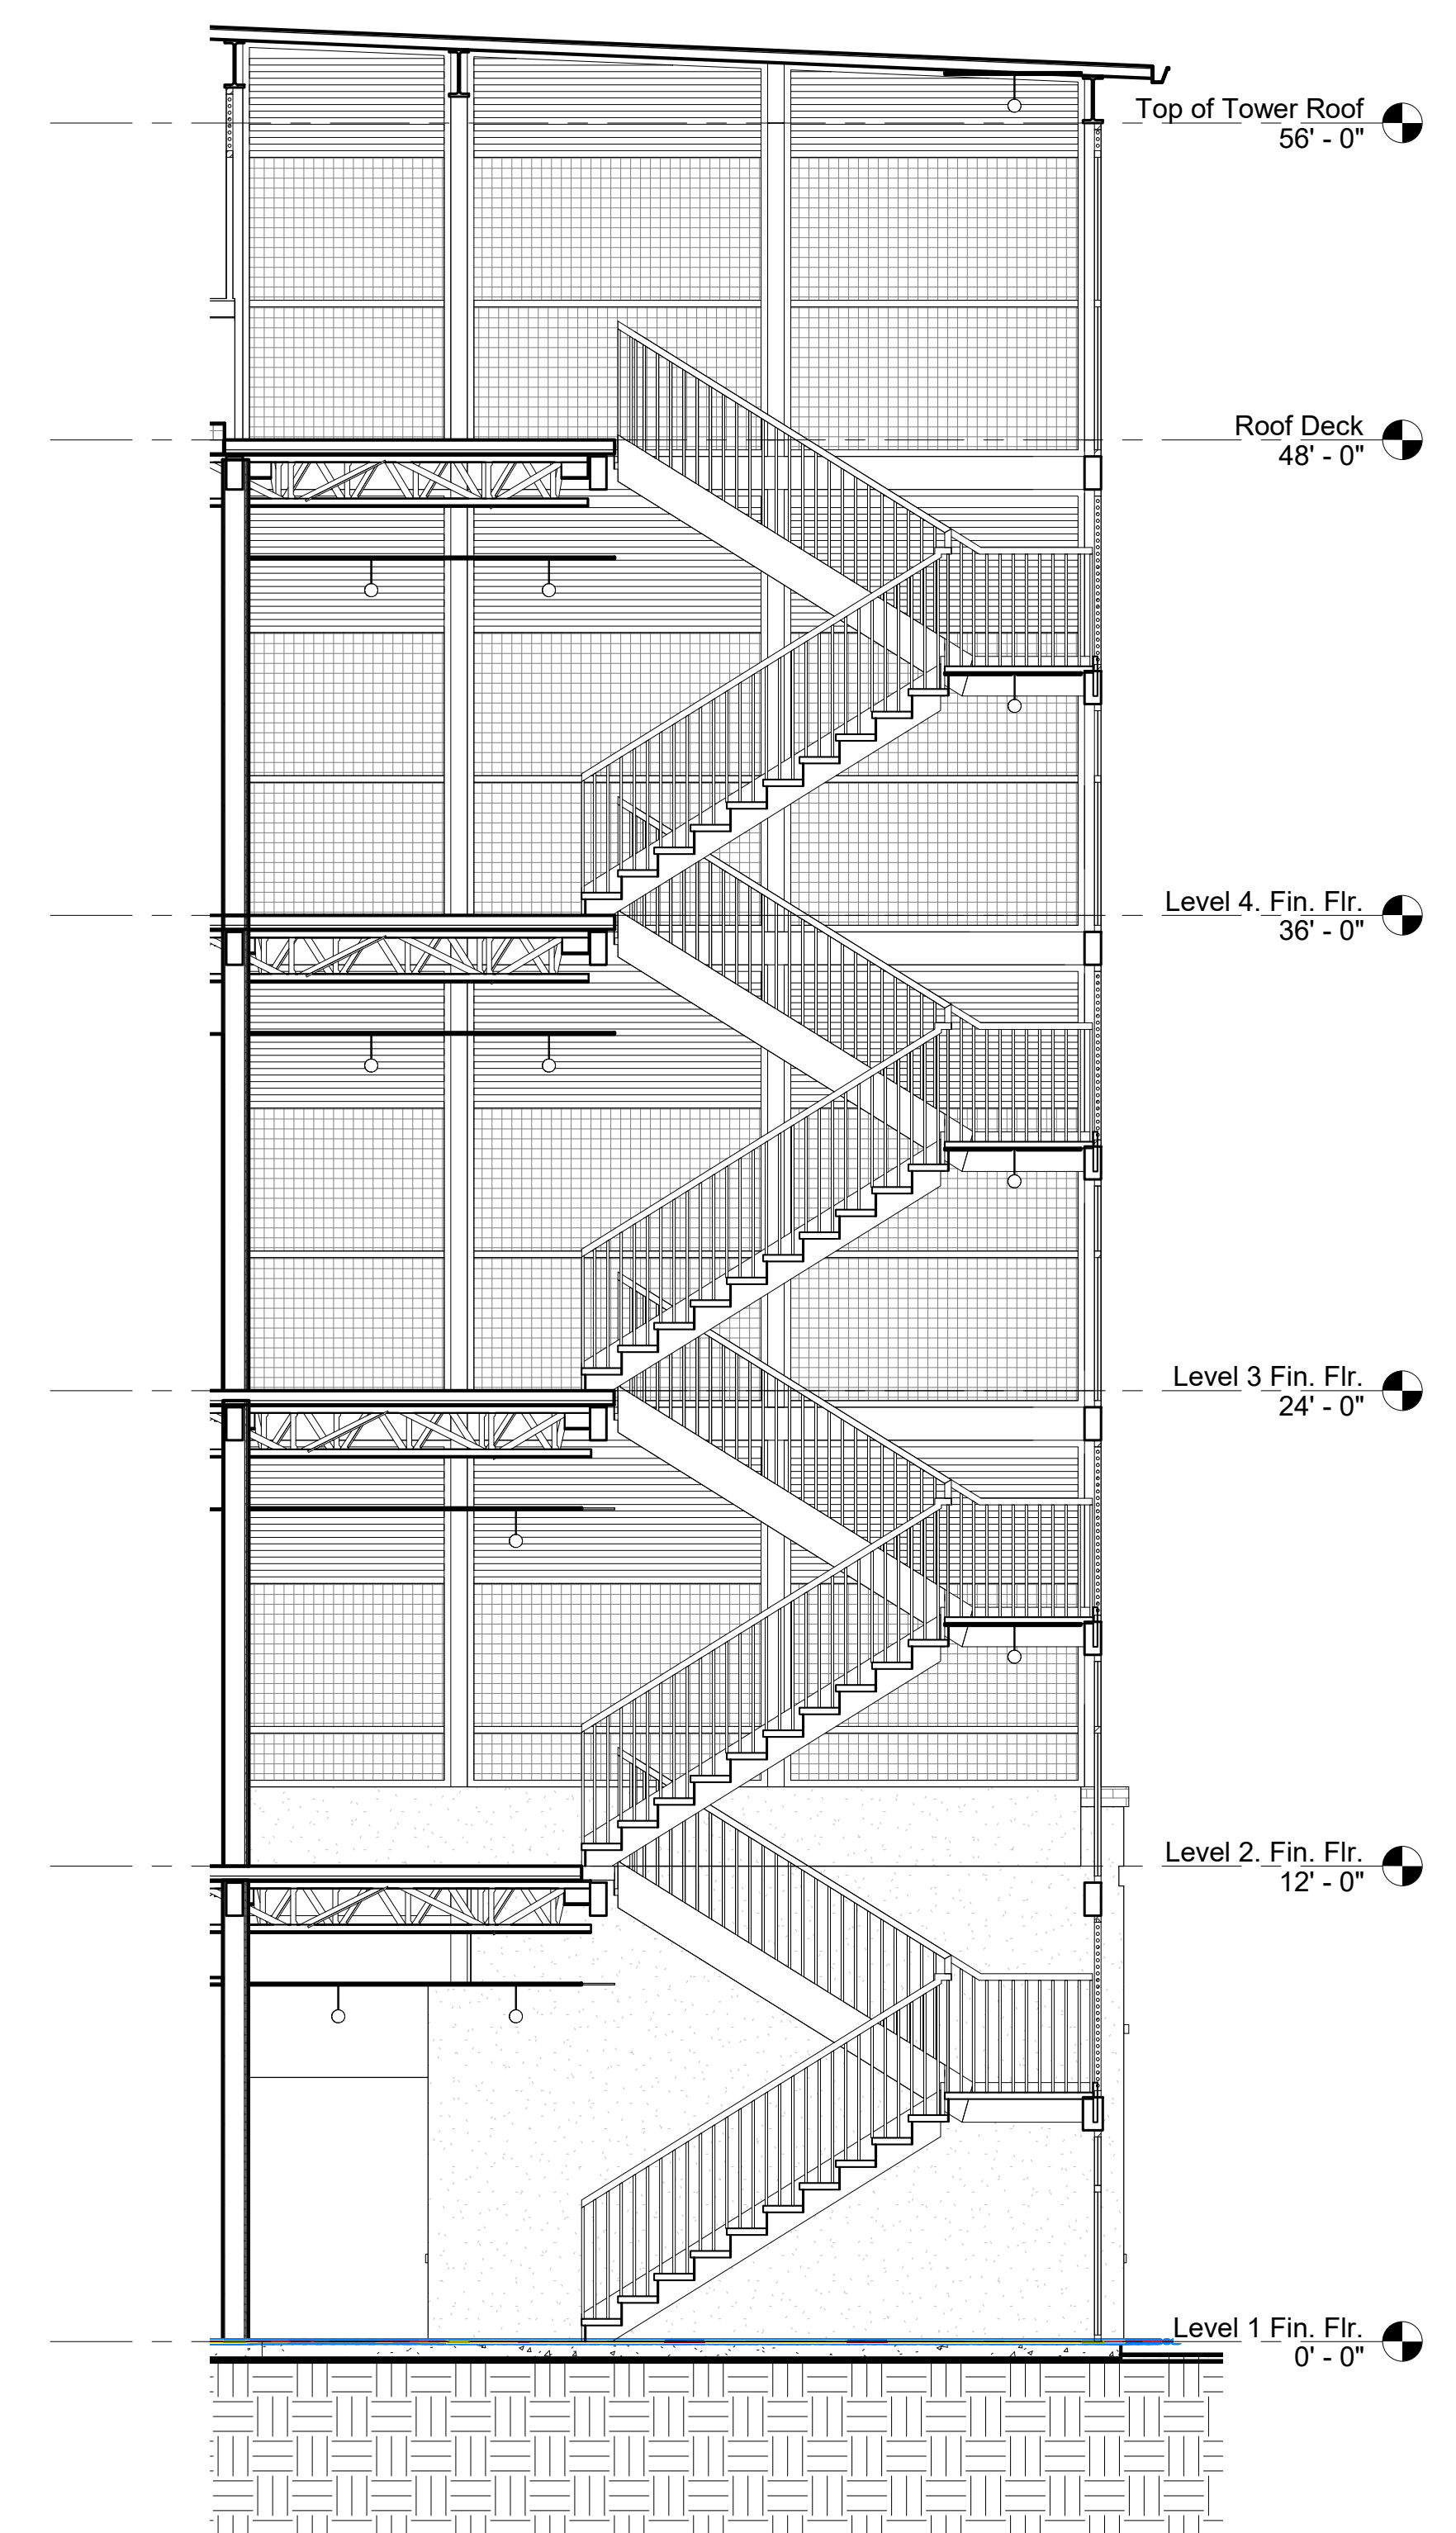 Top of Tower Roof
56' - 0"
Roof Deck
48' - 0"
Level 4. Fin. Flr.
36' - 0"
Level 3 Fin. Flr.
24' - 0"
Level 2. Fin. Flr.
12' - 0"
Level 1 Fin. Flr.
0' - 0"